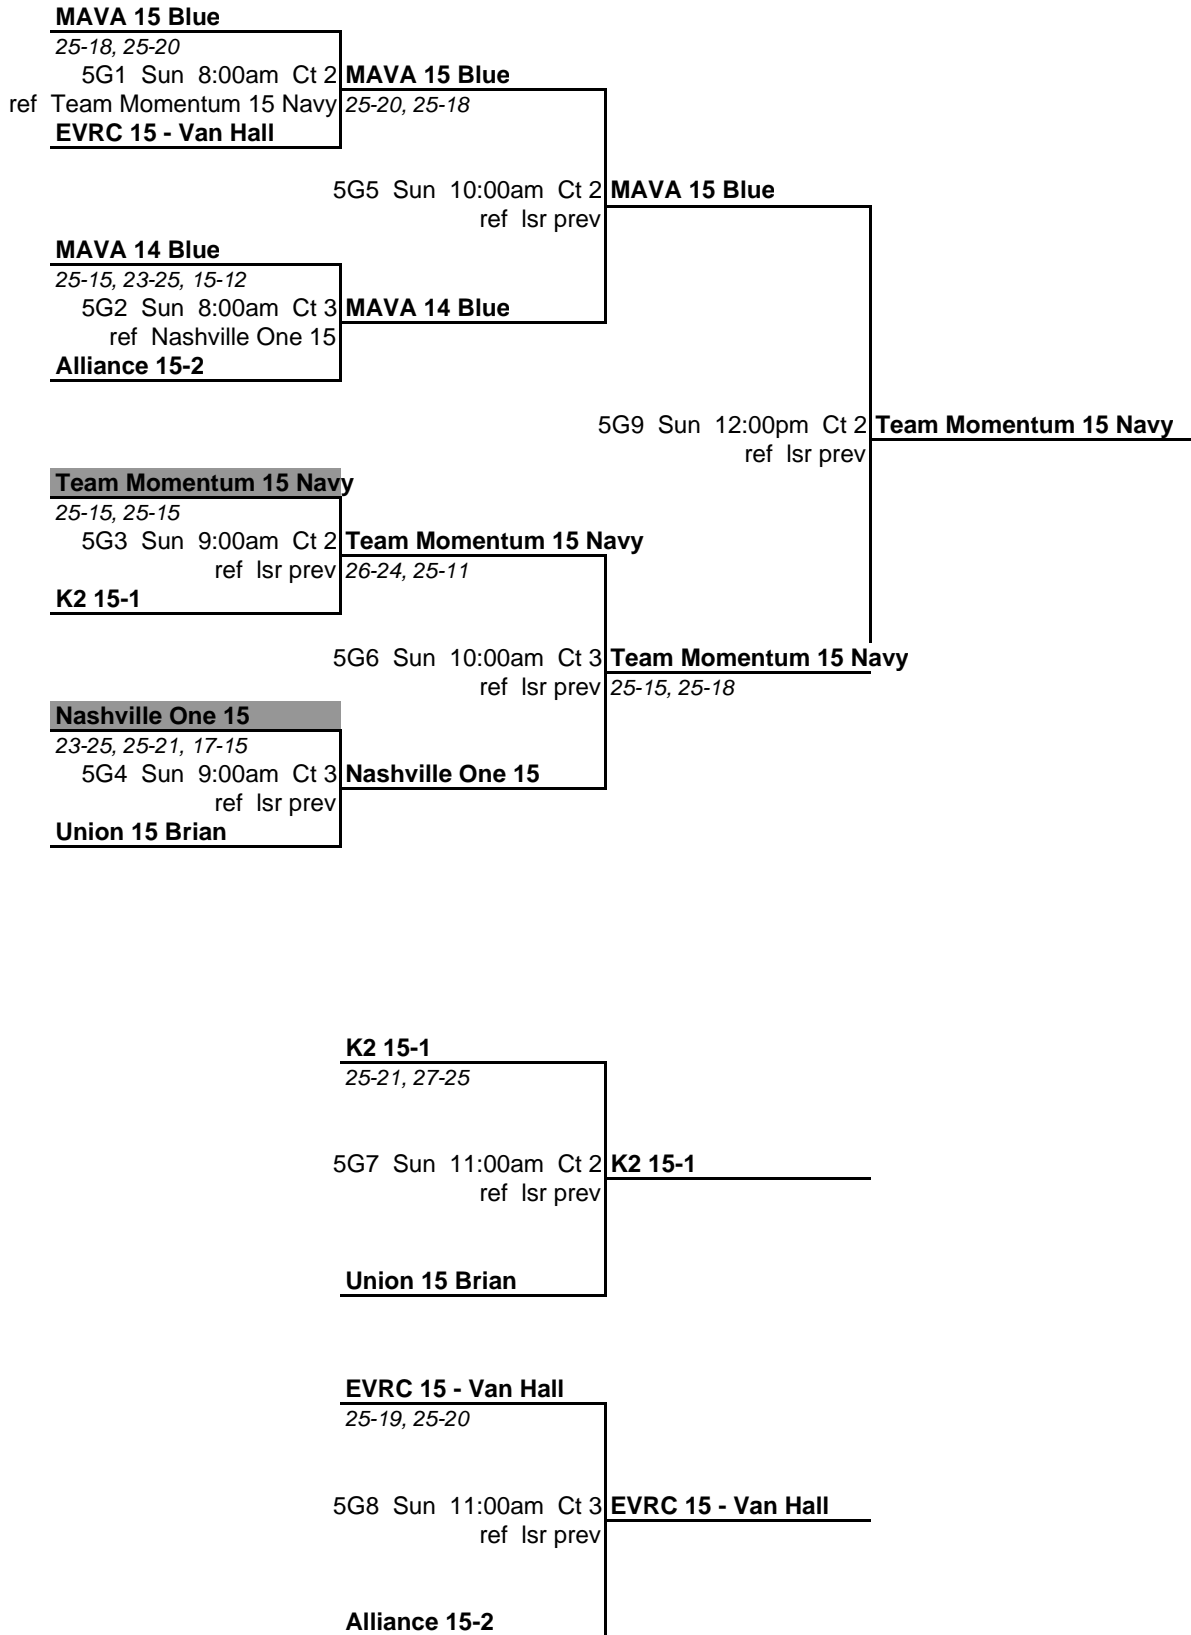 MAVA 15 Blue
25-18, 25-20
5G1 Sun 8:00am Ct 2 MAVA 15 Blue
ref Team Momentum 15 Navy 25-20, 25-18
EVRC 15 - Van Hall
5G5 Sun 10:00am Ct 2 MAVA 15 Blue
ref lsr prev
MAVA 14 Blue
25-15, 23-25, 15-12
5G2 Sun 8:00am Ct 3 MAVA 14 Blue
ref Nashville One 15
Alliance 15-2
5G9 Sun 12:00pm Ct 2 Team Momentum 15 Navy
ref lsr prev
Team Momentum 15 Navy
25-15, 25-15
5G3 Sun 9:00am Ct 2 Team Momentum 15 Navy
ref lsr prev 26-24, 25-11
K2 15-1
5G6 Sun 10:00am Ct 3 Team Momentum 15 Navy
ref lsr prev 25-15, 25-18
Nashville One 15
23-25, 25-21, 17-15
5G4 Sun 9:00am Ct 3 Nashville One 15
ref lsr prev
Union 15 Brian
K2 15-1
25-21, 27-25
5G7 Sun 11:00am Ct 2 K2 15-1
ref lsr prev
Union 15 Brian
EVRC 15 - Van Hall
25-19, 25-20
5G8 Sun 11:00am Ct 3 EVRC 15 - Van Hall
ref lsr prev
Alliance 15-2